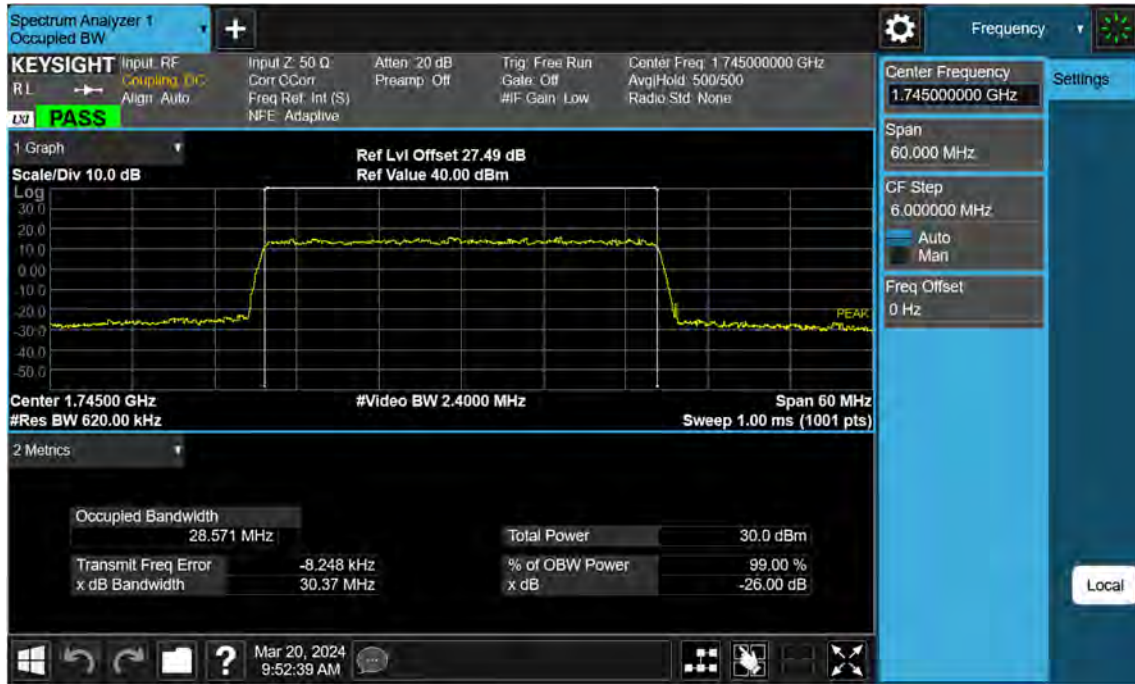 Spectrum Analyzer 1
Occupied BW
+
Frequency
KEYSIGHT
RL
LXI
PASS
Input: RF
Coupling: DC
Align: Auto
Input Z: 50 Ω
Corr CCorr
Freq Ref: Int (S)
NFE: Adaptive
Atten: 20 dB
Preamp: Off
Trig: Free Run
Gate: Off
#IF Gain: Low
Center Freq: 1.745000000 GHz
Avg|Hold: 500/500
Radio Std: None
1 Graph
Scale/Div 10.0 dB
Ref Lvl Offset 27.49 dB
Ref Value 40.00 dBm
Log
30.0
20.0
10.0
0.00
-10.0
-20.0
-30.0
-40.0
-50.0
PEAK
Center 1.74500 GHz
#Video BW 2.4000 MHz
Span 60 MHz
#Res BW 620.00 kHz
Sweep 1.00 ms (1001 pts)
2 Metrics
Occupied Bandwidth
28.571 MHz
Total Power 30.0 dBm
Transmit Freq Error -8.248 kHz
% of OBW Power 99.00 %
x dB Bandwidth 30.37 MHz
x dB -26.00 dB
Center Frequency
1.745000000 GHz
Settings
Span
60.000 MHz
CF Step
6.000000 MHz
Auto
Man
Freq Offset
0 Hz
Local
?
Mar 20, 2024
9:52:39 AM